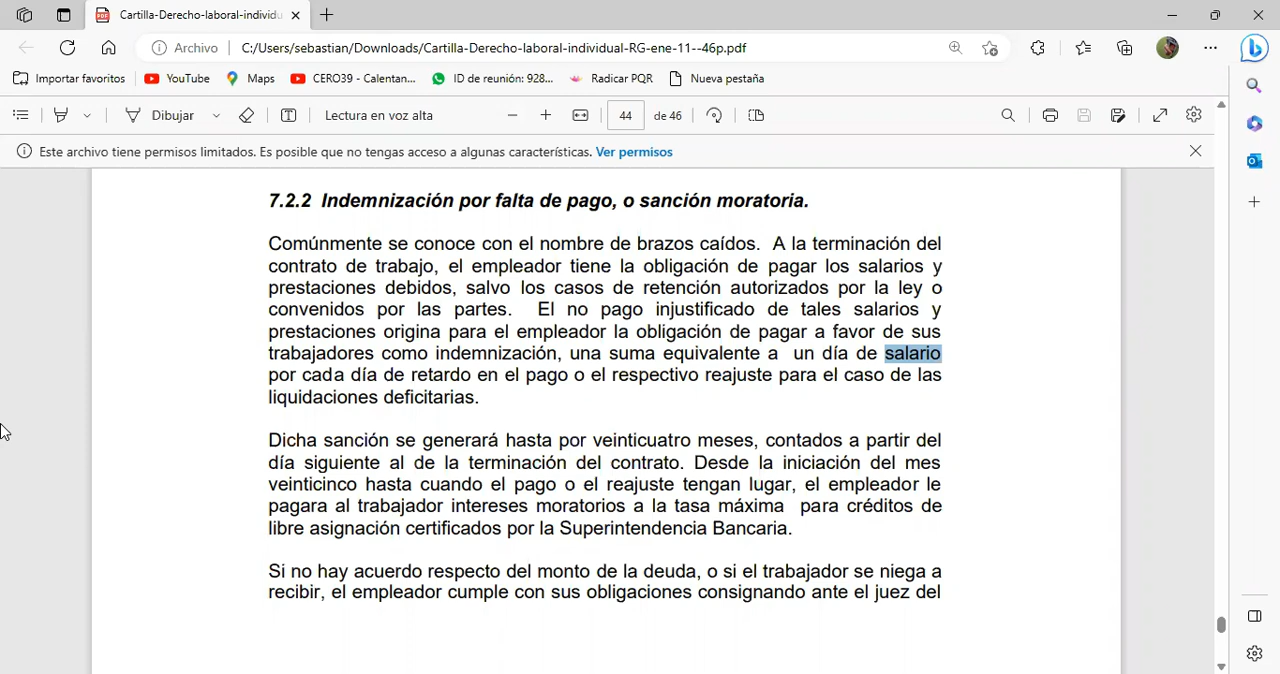 Cartilla-Derecho-laboral-individu
Archivo C:/Users/sebastian/Downloads/Cartilla-Derecho-laboral-individual-RG-ene-11--46p.pdf
Importar favoritos YouTube Maps CERO39 - Calentan... ID de reunión: 928... Radicar PQR Nueva pestaña
Dibujar Lectura en voz alta 44 de 46
Este archivo tiene permisos limitados. Es posible que no tengas acceso a algunas características. Ver permisos
7.2.2 Indemnización por falta de pago, o sanción moratoria.
Comúnmente se conoce con el nombre de brazos caídos. A la terminación del
contrato de trabajo, el empleador tiene la obligación de pagar los salarios y
prestaciones debidos, salvo los casos de retención autorizados por la ley o
convenidos por las partes. El no pago injustificado de tales salarios y
prestaciones origina para el empleador la obligación de pagar a favor de sus
trabajadores como indemnización, una suma equivalente a un día de salario
por cada día de retardo en el pago o el respectivo reajuste para el caso de las
liquidaciones deficitarias.
Dicha sanción se generará hasta por veinticuatro meses, contados a partir del
día siguiente al de la terminación del contrato. Desde la iniciación del mes
veinticinco hasta cuando el pago o el reajuste tengan lugar, el empleador le
pagara al trabajador intereses moratorios a la tasa máxima para créditos de
libre asignación certificados por la Superintendencia Bancaria.
Si no hay acuerdo respecto del monto de la deuda, o si el trabajador se niega a
recibir, el empleador cumple con sus obligaciones consignando ante el juez del